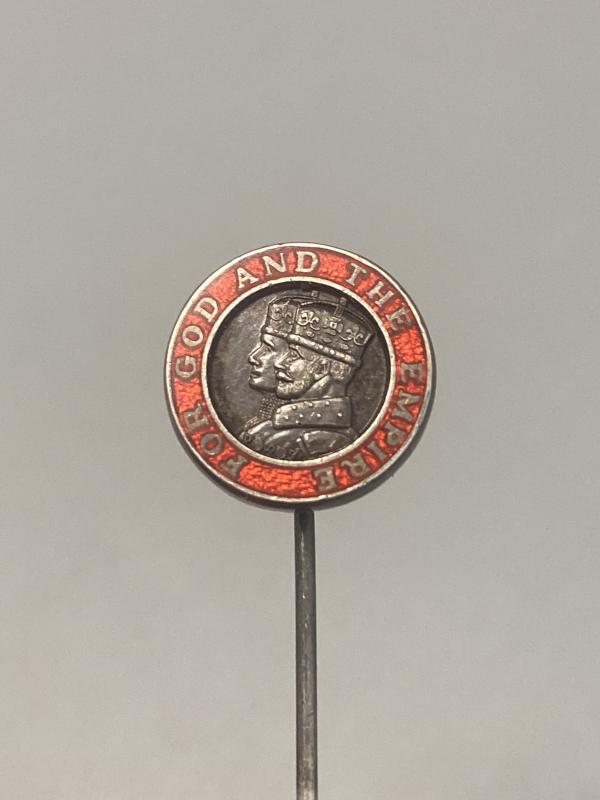 FOR GOD AND THE EMPIRE